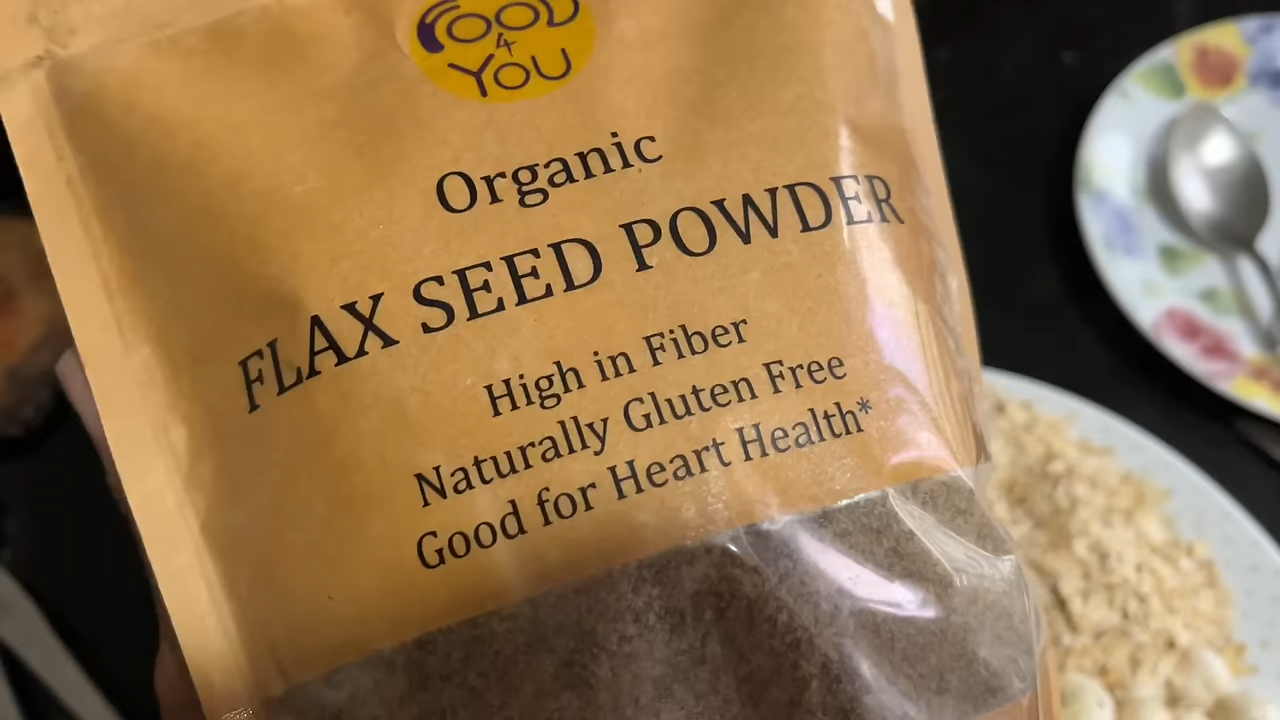 FOOD
4
YOU
Organic
FLAX SEED POWDER
High in Fiber
Naturally Gluten Free
Good for Heart Health*